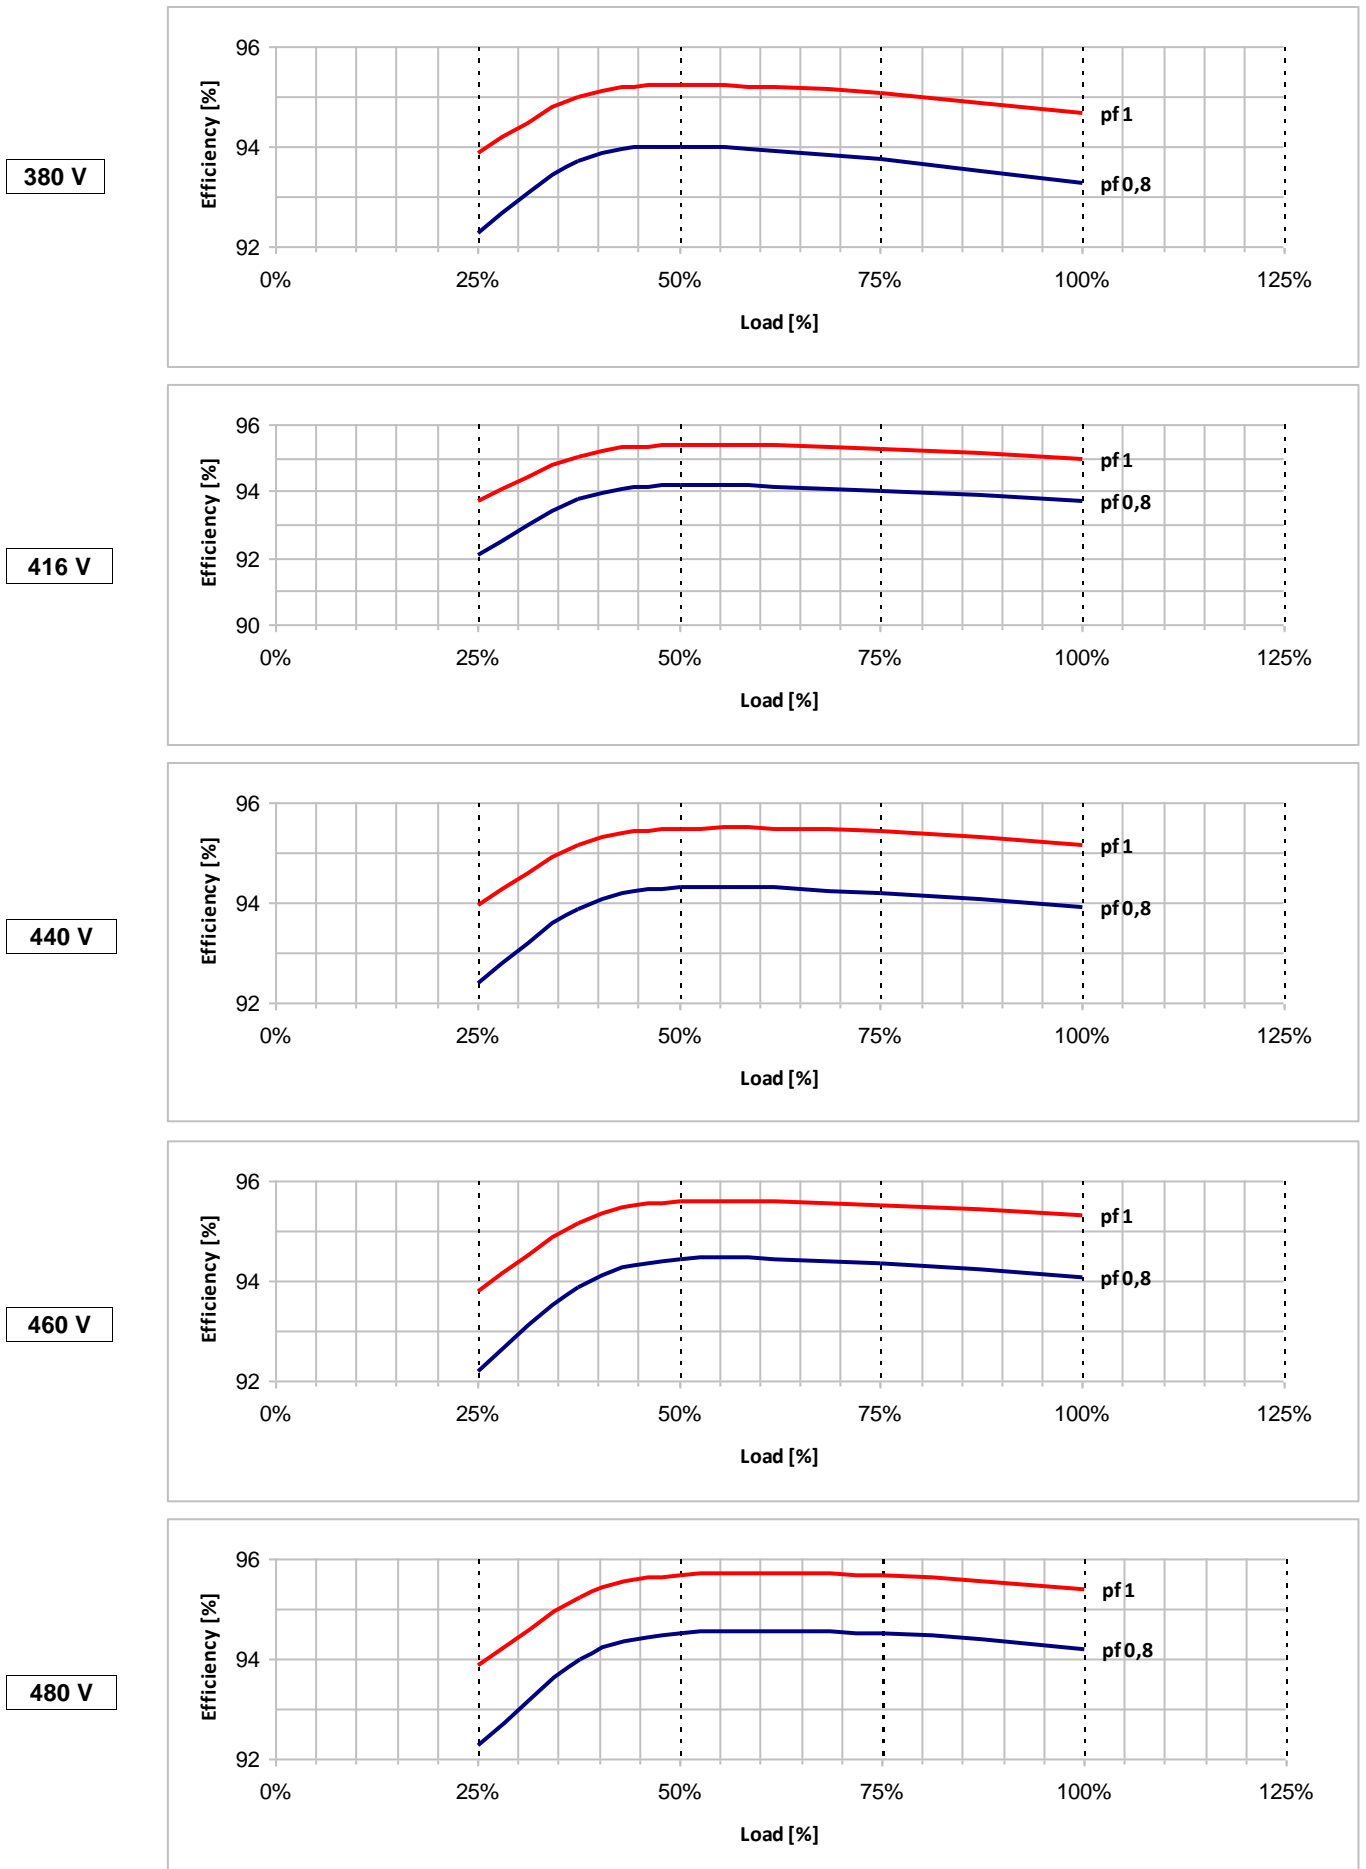 380 V
Efficiency [%]
96
94
92
pf 1
pf 0,8
0% 25% 50% 75% 100% 125%
Load [%]
416 V
Efficiency [%]
96
94
92
90
pf 1
pf 0,8
0% 25% 50% 75% 100% 125%
Load [%]
440 V
Efficiency [%]
96
94
92
pf 1
pf 0,8
0% 25% 50% 75% 100% 125%
Load [%]
460 V
Efficiency [%]
96
94
92
pf 1
pf 0,8
0% 25% 50% 75% 100% 125%
Load [%]
480 V
Efficiency [%]
96
94
92
pf 1
pf 0,8
0% 25% 50% 75% 100% 125%
Load [%]